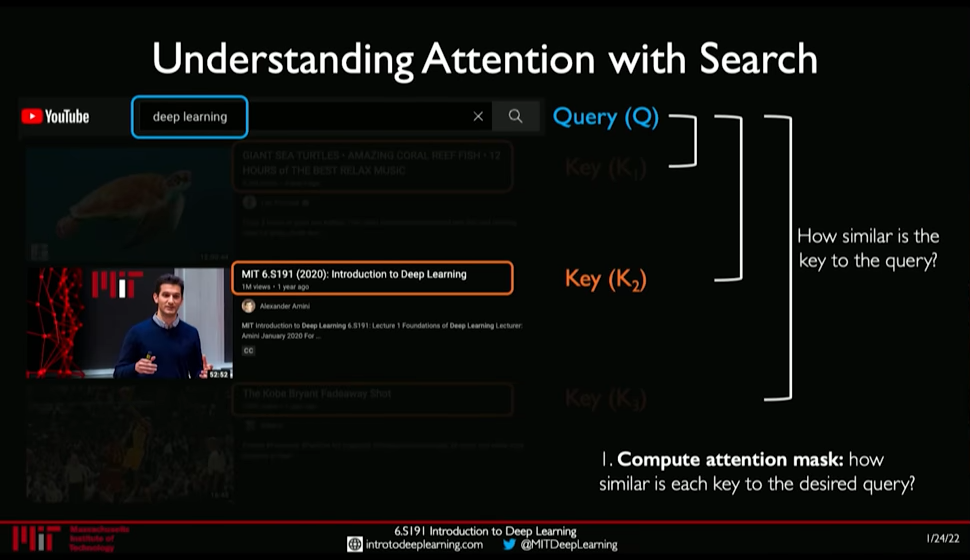 Understanding Attention with Search
YouTube
deep learning
Query (Q)
GIANT SEA TURTLES • AMAZING CORAL REEF FISH • 12
HOURS of THE BEST RELAX MUSIC
Key (K₁)
How similar is the
key to the query?
MIT
MIT 6.S191 (2020): Introduction to Deep Learning
1M views • 1 year ago
Key (K₂)
Alexander Amini
MIT Introduction to Deep Learning 6.S191: Lecture 1 Foundations of Deep Learning Lecturer:
Amini January 2020 For ...
CC
52:52
The Kobe Bryant Fadeaway Shot
Key (K₃)
1. Compute attention mask: how
similar is each key to the desired query?
Massachusetts
Institute of
Technology
6.S191 Introduction to Deep Learning
introtodeeplearning.com @MITDeepLearning
1/24/22